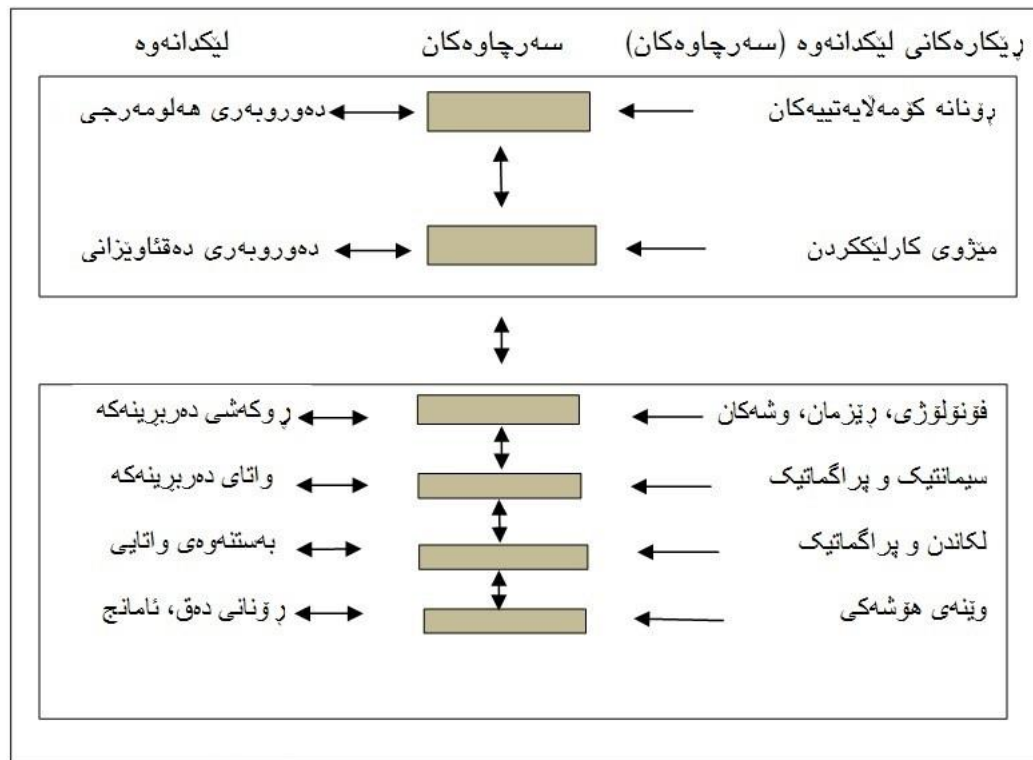 ڕێکارەکانی لێکدانەوە (سەرچاوەکان) سەرچاوەکان لێکدانەوە
ڕۆنانە کۆمەڵایەتییەکان دەوروبەری هەلومەرجی
مێژوی کارلێککردن دەوروبەری دەقئاوێزانی
فۆنۆلۆژی، ڕێزمان، وشەکان ڕوکەشی دەربڕینەکە
سیمانتیک و پراگماتیک واتای دەربڕینەکە
لکاندن و پراگماتیک بەستنەوەی واتایی
وێنەی هۆشەکی ڕۆنانی دەق، ئامانج